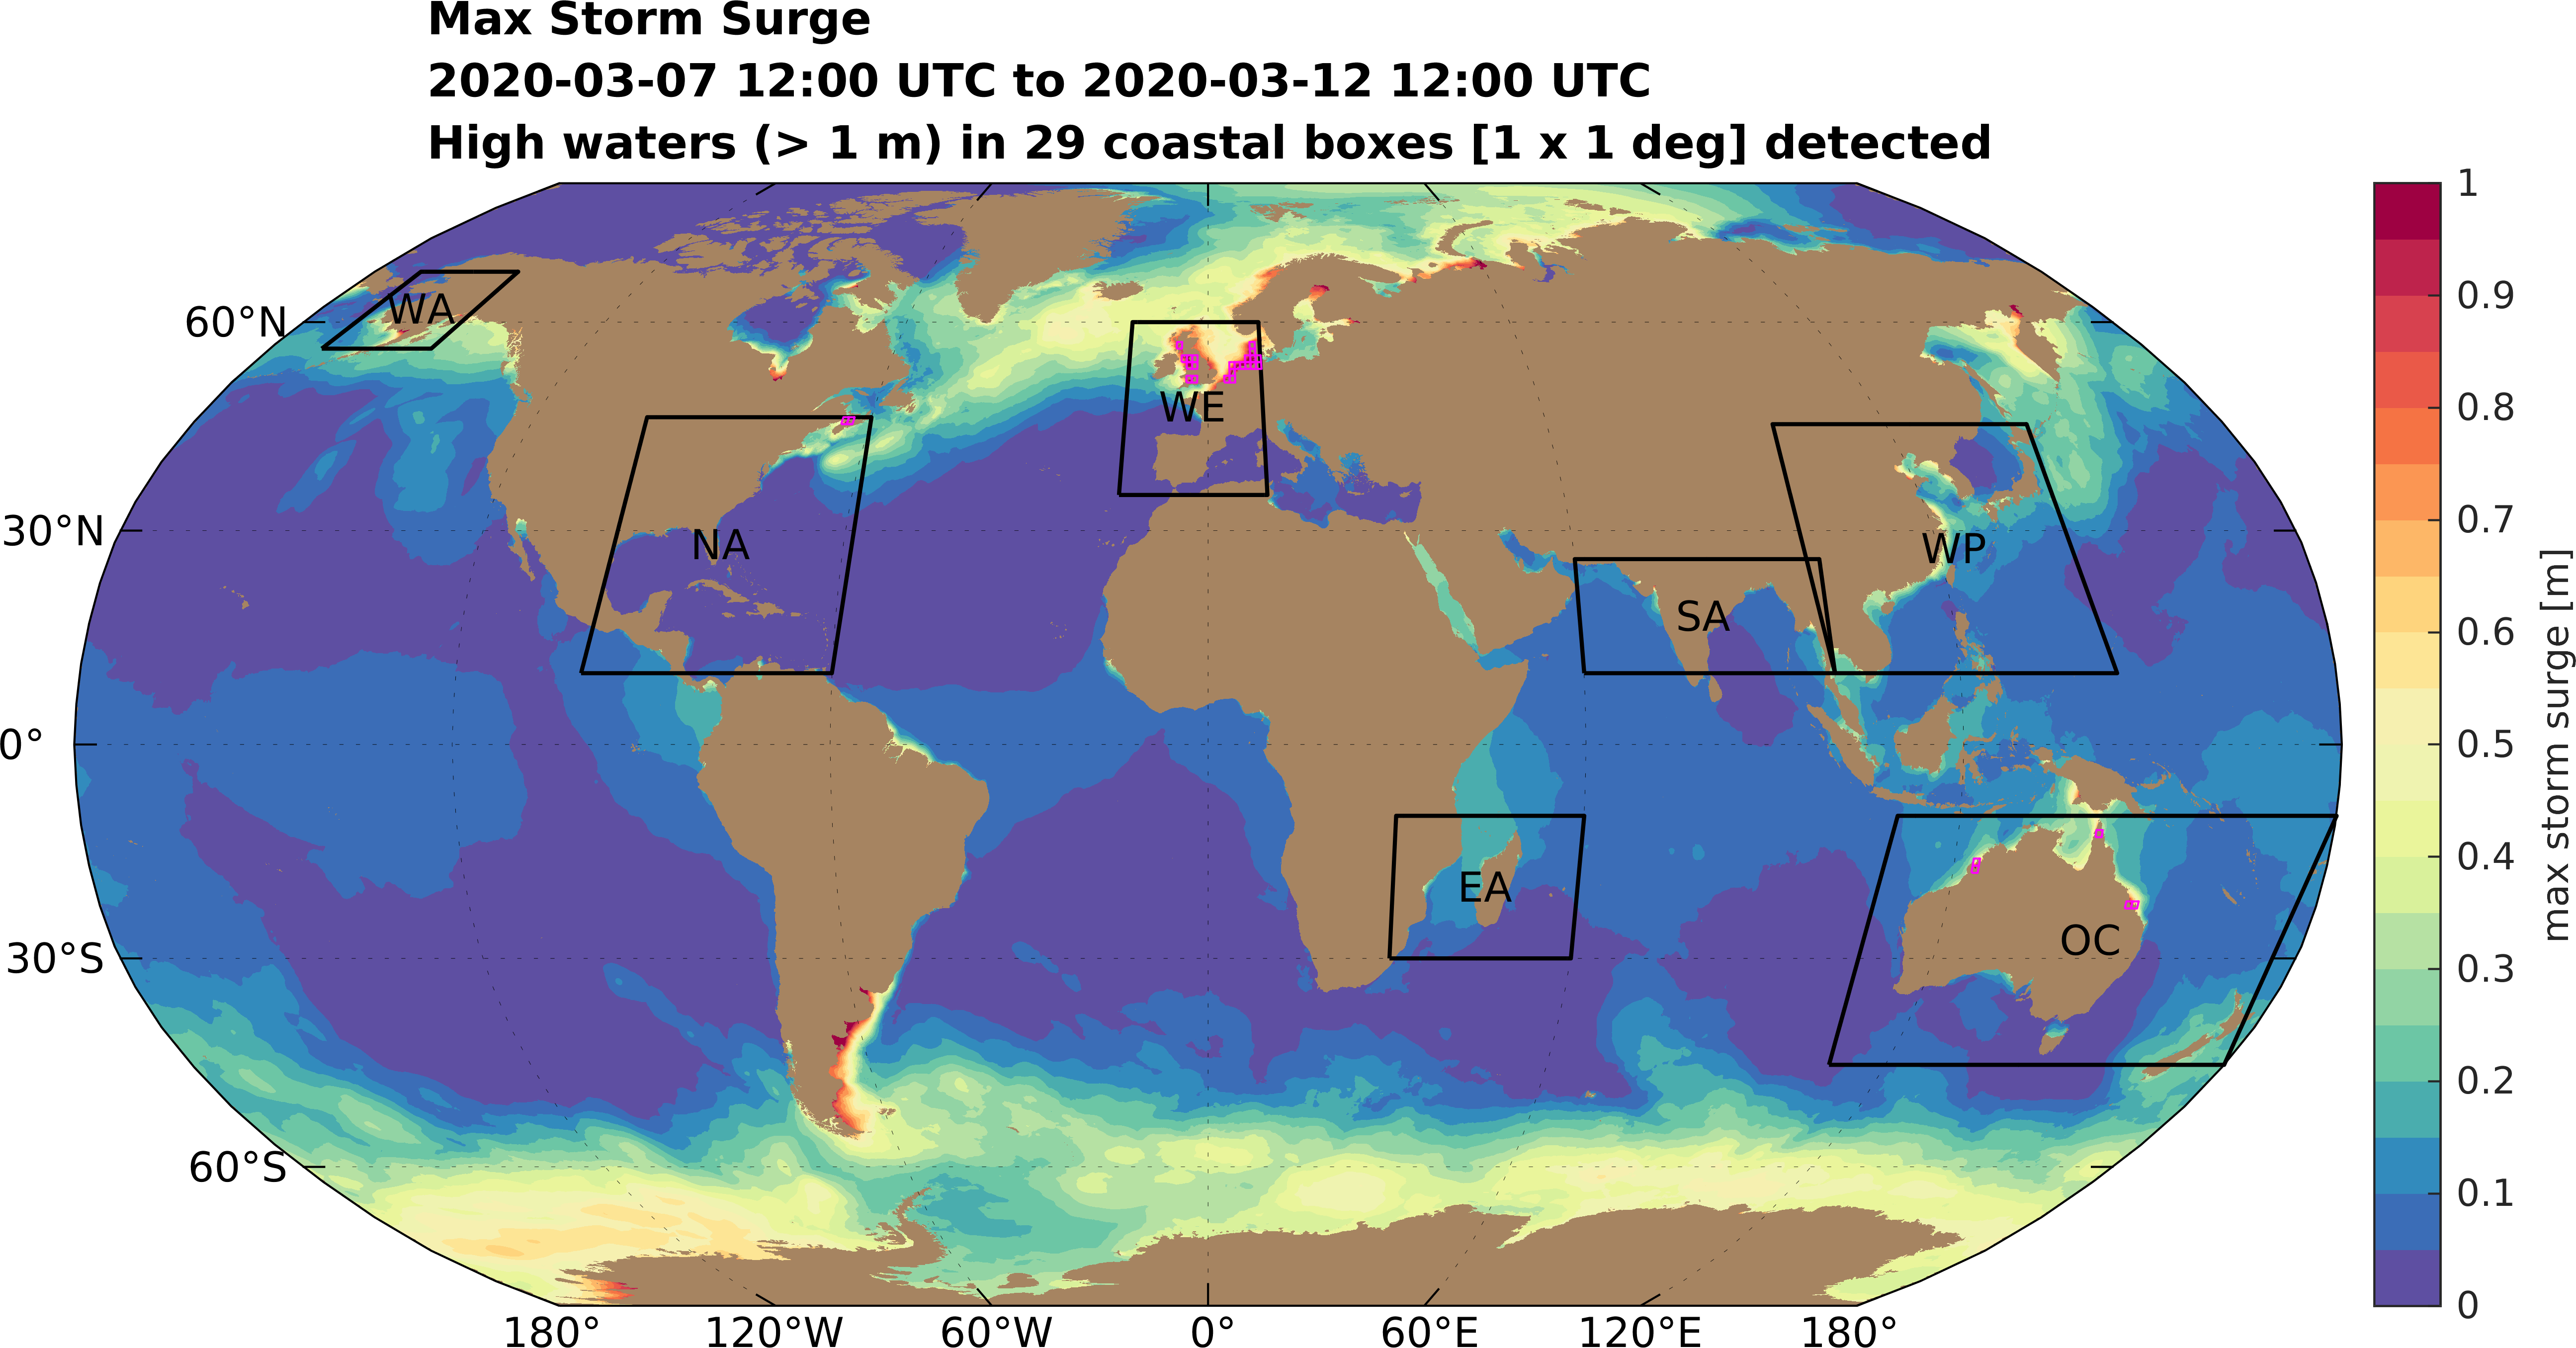 Max Storm Surge
2020-03-07 12:00 UTC to 2020-03-12 12:00 UTC
High waters (> 1 m) in 29 coastal boxes [1 x 1 deg] detected
60°N
30°N
0°
30°S
60°S
WA
NA
WE
SA
WP
EA
OC
180°
120°W
60°W
0°
60°E
120°E
180°
1
0.9
0.8
0.7
0.6
0.5
0.4
0.3
0.2
0.1
0
max storm surge [m]